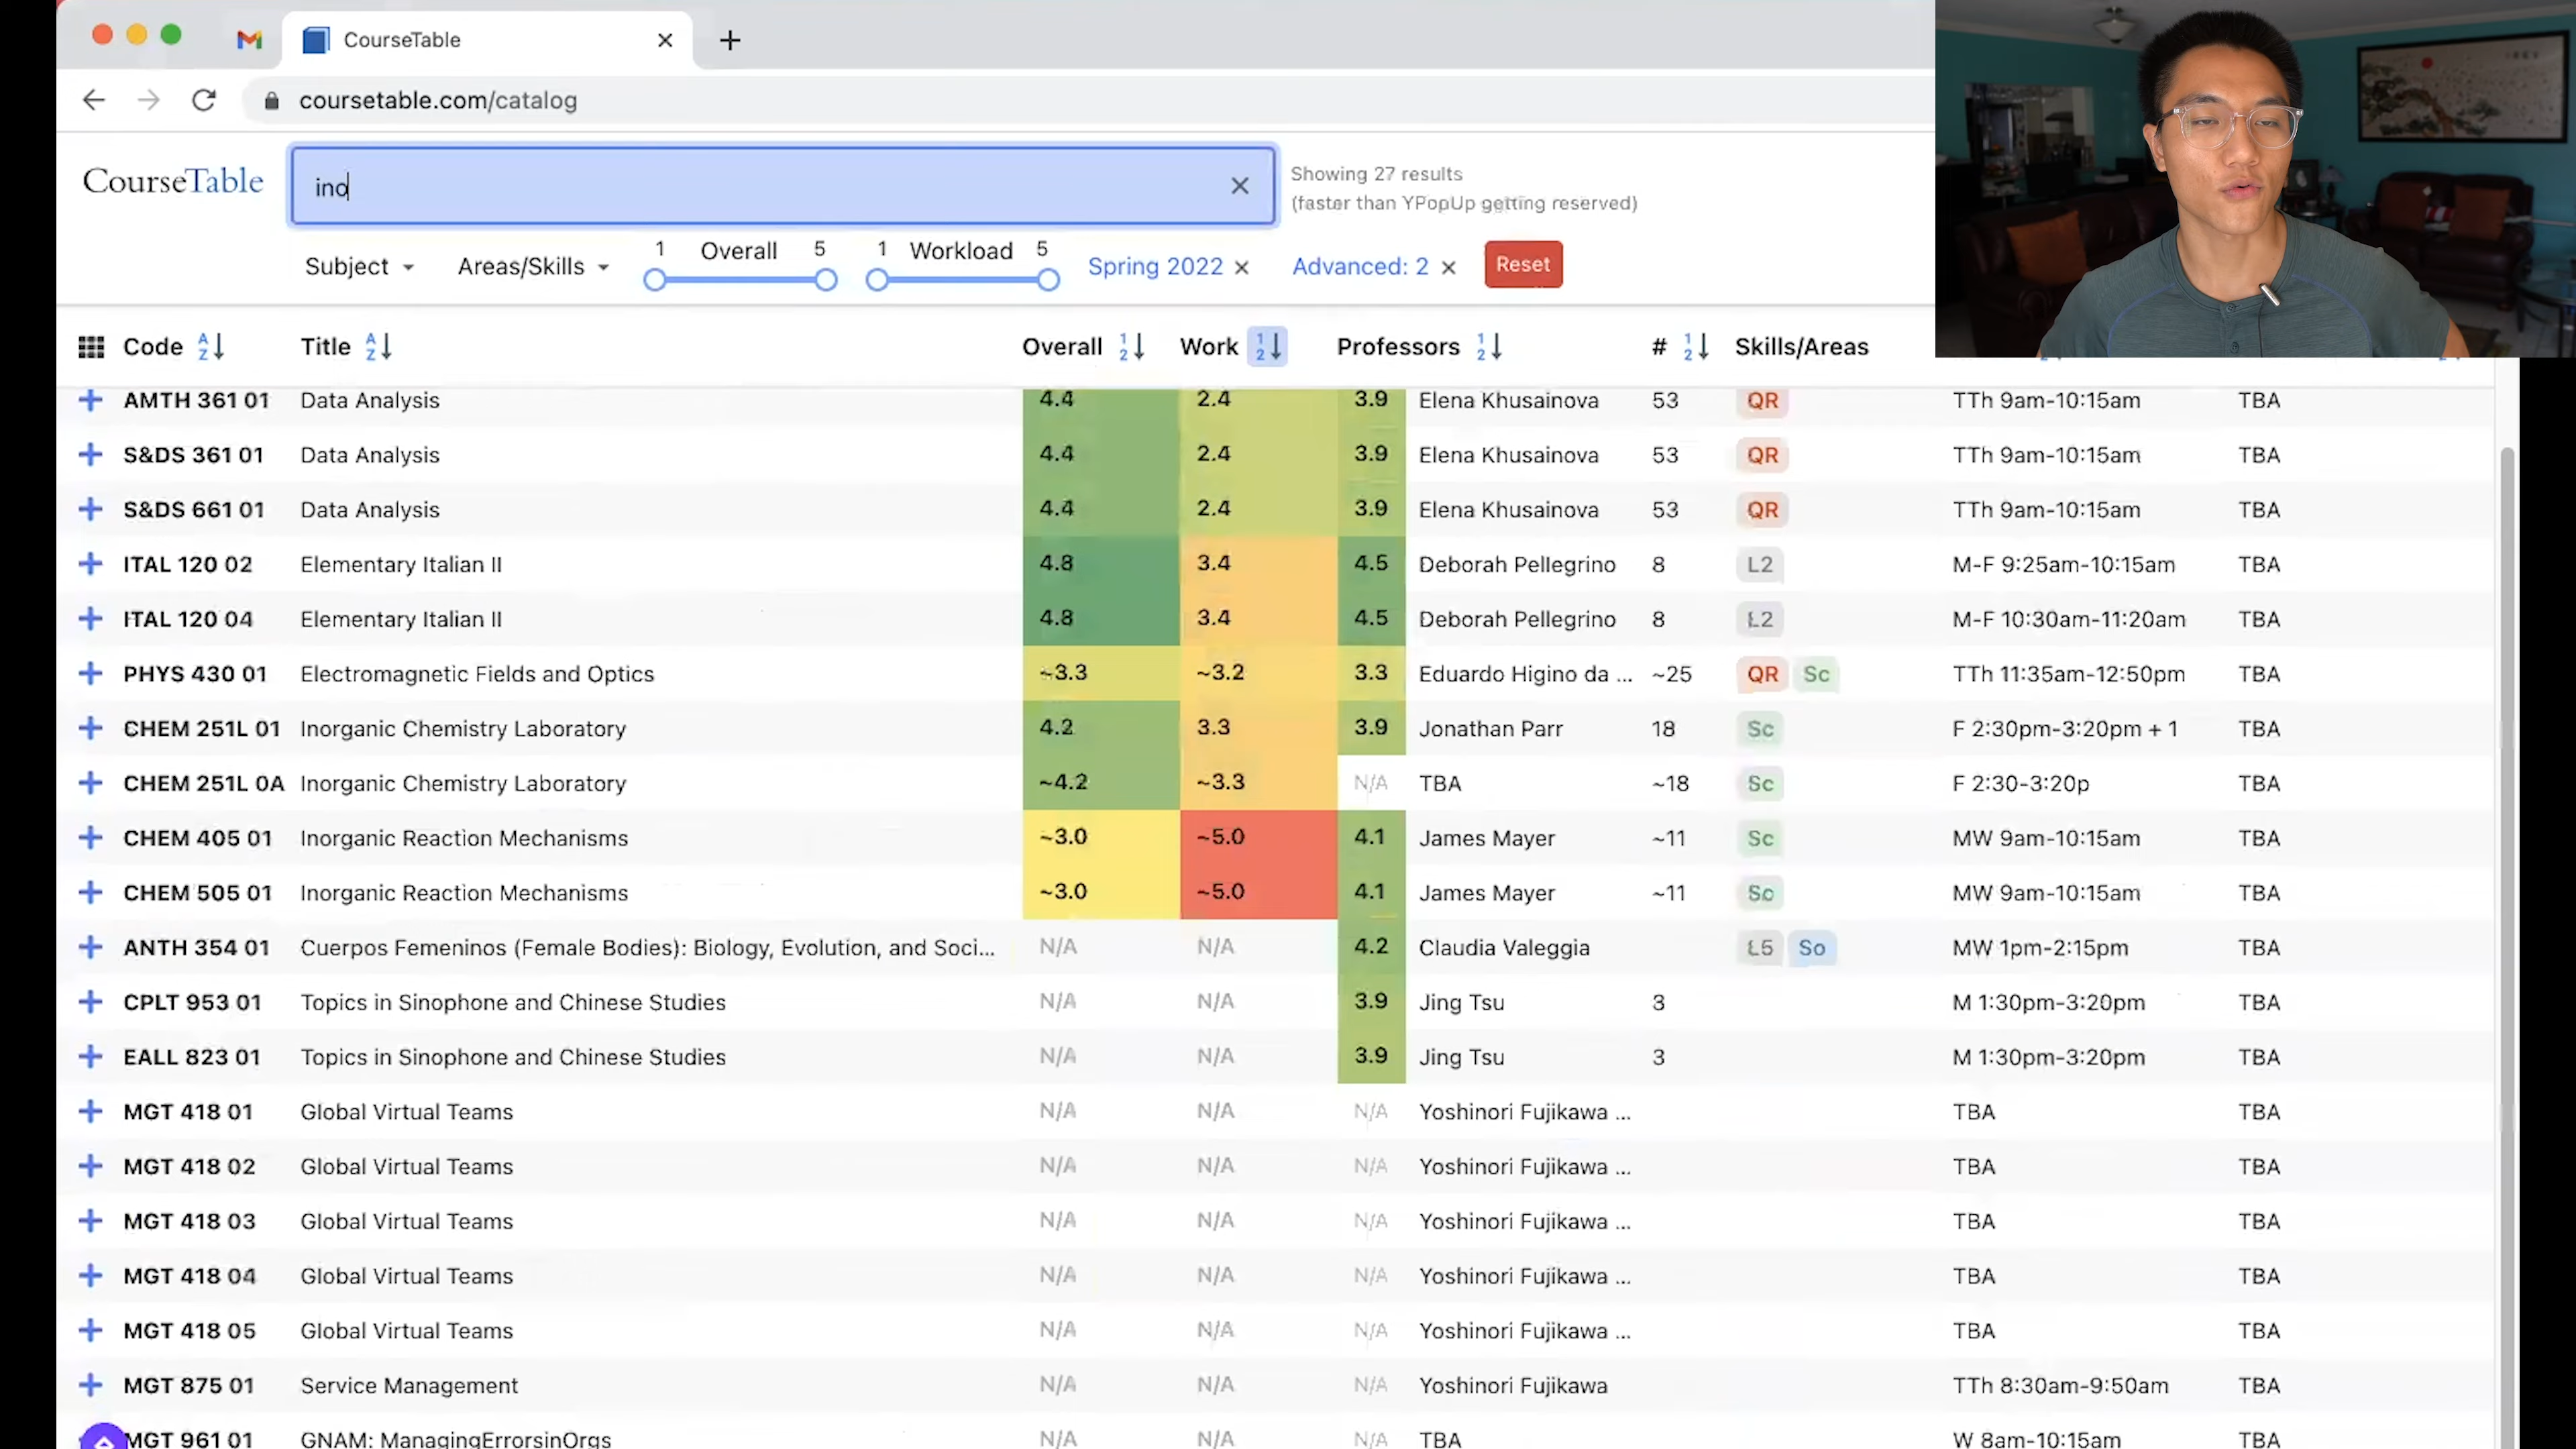 CourseTable
coursetable.com/catalog
CourseTable
ino
Showing 27 results
(faster than YPopUp getting reserved)
Subject
Areas/Skills
1 Overall 5
1 Workload 5
Spring 2022
Advanced: 2
Reset
Code Title Overall Work Professors # Skills/Areas
AMTH 361 01 Data Analysis 4.4 2.4 3.9 Elena Khusainova 53 QR TTh 9am-10:15am TBA
S&DS 361 01 Data Analysis 4.4 2.4 3.9 Elena Khusainova 53 QR TTh 9am-10:15am TBA
S&DS 661 01 Data Analysis 4.4 2.4 3.9 Elena Khusainova 53 QR TTh 9am-10:15am TBA
ITAL 120 02 Elementary Italian II 4.8 3.4 4.5 Deborah Pellegrino 8 L2 M-F 9:25am-10:15am TBA
ITAL 120 04 Elementary Italian II 4.8 3.4 4.5 Deborah Pellegrino 8 L2 M-F 10:30am-11:20am TBA
PHYS 430 01 Electromagnetic Fields and Optics ~3.3 ~3.2 3.3 Eduardo Higino da ... ~25 QR Sc TTh 11:35am-12:50pm TBA
CHEM 251L 01 Inorganic Chemistry Laboratory 4.2 3.3 3.9 Jonathan Parr 18 Sc F 2:30pm-3:20pm + 1 TBA
CHEM 251L 0A Inorganic Chemistry Laboratory ~4.2 ~3.3 N/A TBA ~18 Sc F 2:30-3:20p TBA
CHEM 405 01 Inorganic Reaction Mechanisms ~3.0 ~5.0 4.1 James Mayer ~11 Sc MW 9am-10:15am TBA
CHEM 505 01 Inorganic Reaction Mechanisms ~3.0 ~5.0 4.1 James Mayer ~11 Sc MW 9am-10:15am TBA
ANTH 354 01 Cuerpos Femeninos (Female Bodies): Biology, Evolution, and Soci... N/A N/A 4.2 Claudia Valeggia L5 So MW 1pm-2:15pm TBA
CPLT 953 01 Topics in Sinophone and Chinese Studies N/A N/A 3.9 Jing Tsu 3 M 1:30pm-3:20pm TBA
EALL 823 01 Topics in Sinophone and Chinese Studies N/A N/A 3.9 Jing Tsu 3 M 1:30pm-3:20pm TBA
MGT 418 01 Global Virtual Teams N/A N/A N/A Yoshinori Fujikawa ... TBA TBA
MGT 418 02 Global Virtual Teams N/A N/A N/A Yoshinori Fujikawa ... TBA TBA
MGT 418 03 Global Virtual Teams N/A N/A N/A Yoshinori Fujikawa ... TBA TBA
MGT 418 04 Global Virtual Teams N/A N/A N/A Yoshinori Fujikawa ... TBA TBA
MGT 418 05 Global Virtual Teams N/A N/A N/A Yoshinori Fujikawa ... TBA TBA
MGT 875 01 Service Management N/A N/A N/A Yoshinori Fujikawa TTh 8:30am-9:50am TBA
MGT 961 01 GNAM: ManagingErrorsinOrgs N/A N/A N/A TBA W 8am-10:15am TBA